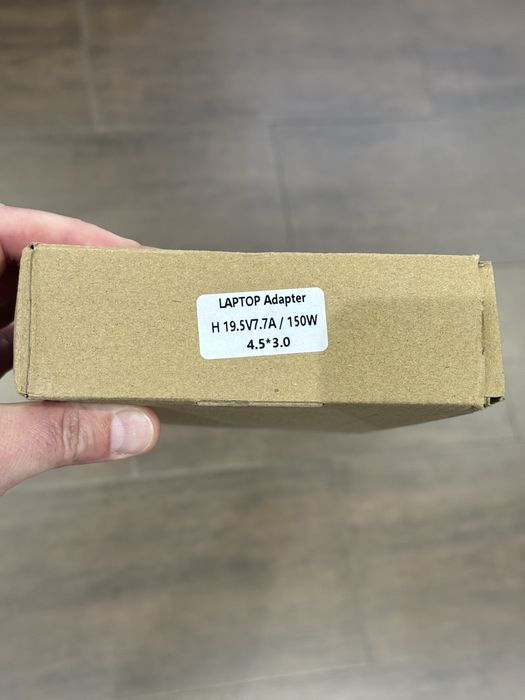 LAPTOP Adapter
H 19.5V7.7A / 150W
4.5*3.0